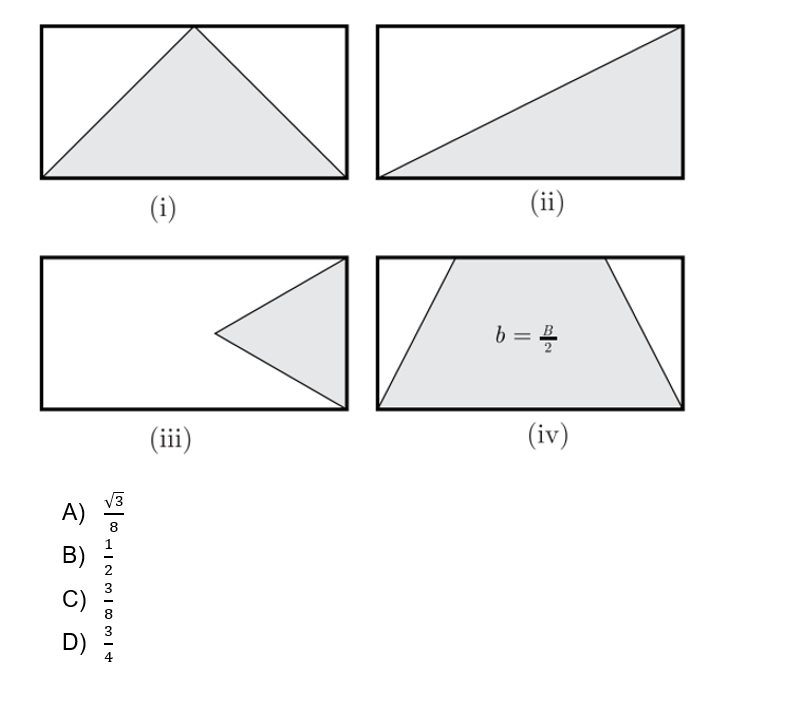 (i)
(ii)
b = B/2
(iii)
(iv)
A) √3/8
B) 1/2
C) 3/8
D) 3/4